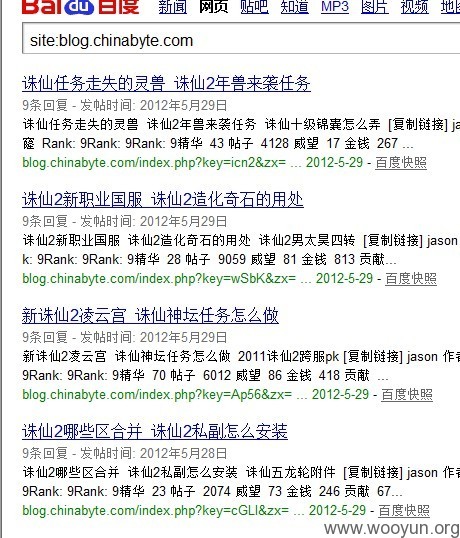 Bai du 百度 新闻 网页 贴吧 知道 MP3 图片 视频 地
site:blog.chinabyte.com
诛仙任务走失的灵兽 诛仙2年兽来袭任务
9条回复 - 发帖时间: 2012年5月29日
诛仙任务走失的灵兽 诛仙2年兽来袭任务 诛仙十级锦囊怎么弄 [复制链接] ja
Rank: 9Rank: 9Rank: 9精华 43 帖子 4128 威望 17 金钱 267 ...
blog.chinabyte.com/index.php?key=icn2&zx= ... 2012-5-29 - 百度快照
诛仙2新职业国服 诛仙2造化奇石的用处
9条回复 - 发帖时间: 2012年5月29日
诛仙2新职业国服 诛仙2造化奇石的用处 诛仙2男太昊四转 [复制链接] jason
k: 9Rank: 9Rank: 9精华 28 帖子 9059 威望 81 金钱 813 贡献...
blog.chinabyte.com/index.php?key=wSbK&zx= ... 2012-5-29 - 百度快照
新诛仙2凌云宫 诛仙神坛任务怎么做
9条回复 - 发帖时间: 2012年5月29日
新诛仙2凌云宫 诛仙神坛任务怎么做 2011诛仙2跨服pk [复制链接] jason 作者
9Rank: 9Rank: 9精华 70 帖子 6012 威望 86 金钱 418 贡献 ...
blog.chinabyte.com/index.php?key=Ap56&zx= ... 2012-5-29 - 百度快照
诛仙2哪些区合并 诛仙2私副怎么安装
9条回复 - 发帖时间: 2012年5月28日
诛仙2哪些区合并 诛仙2私副怎么安装 诛仙五龙轮附件 [复制链接] jason 作者
9Rank: 9Rank: 9精华 23 帖子 2074 威望 73 金钱 246 贡献 67...
blog.chinabyte.com/index.php?key=cGLI&zx= ... 2012-5-29 - 百度快照
www.wooyun.org